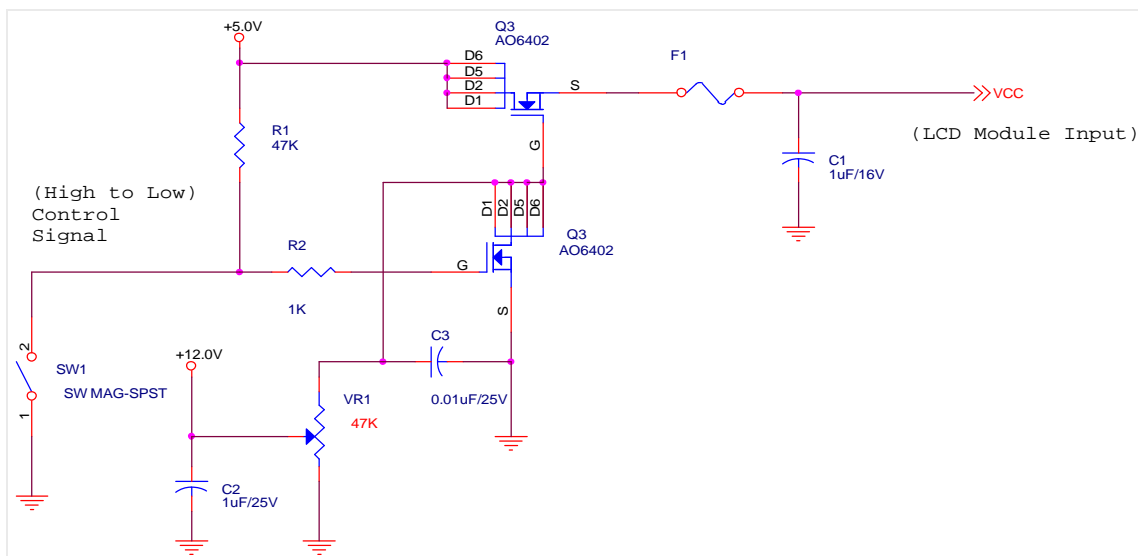 Q3
AO6402
+5.0V
D6
D5
D2
D1
S
F1
VCC
(LCD Module Input)
G
R1
47K
C1
1uF/16V
(High to Low)
Control
Signal
D1
D2
D5
D6
Q3
AO6402
R2
1K
G
S
C3
0.01uF/25V
+12.0V
2
SW1
SW MAG-SPST
1
VR1
47K
C2
1uF/25V